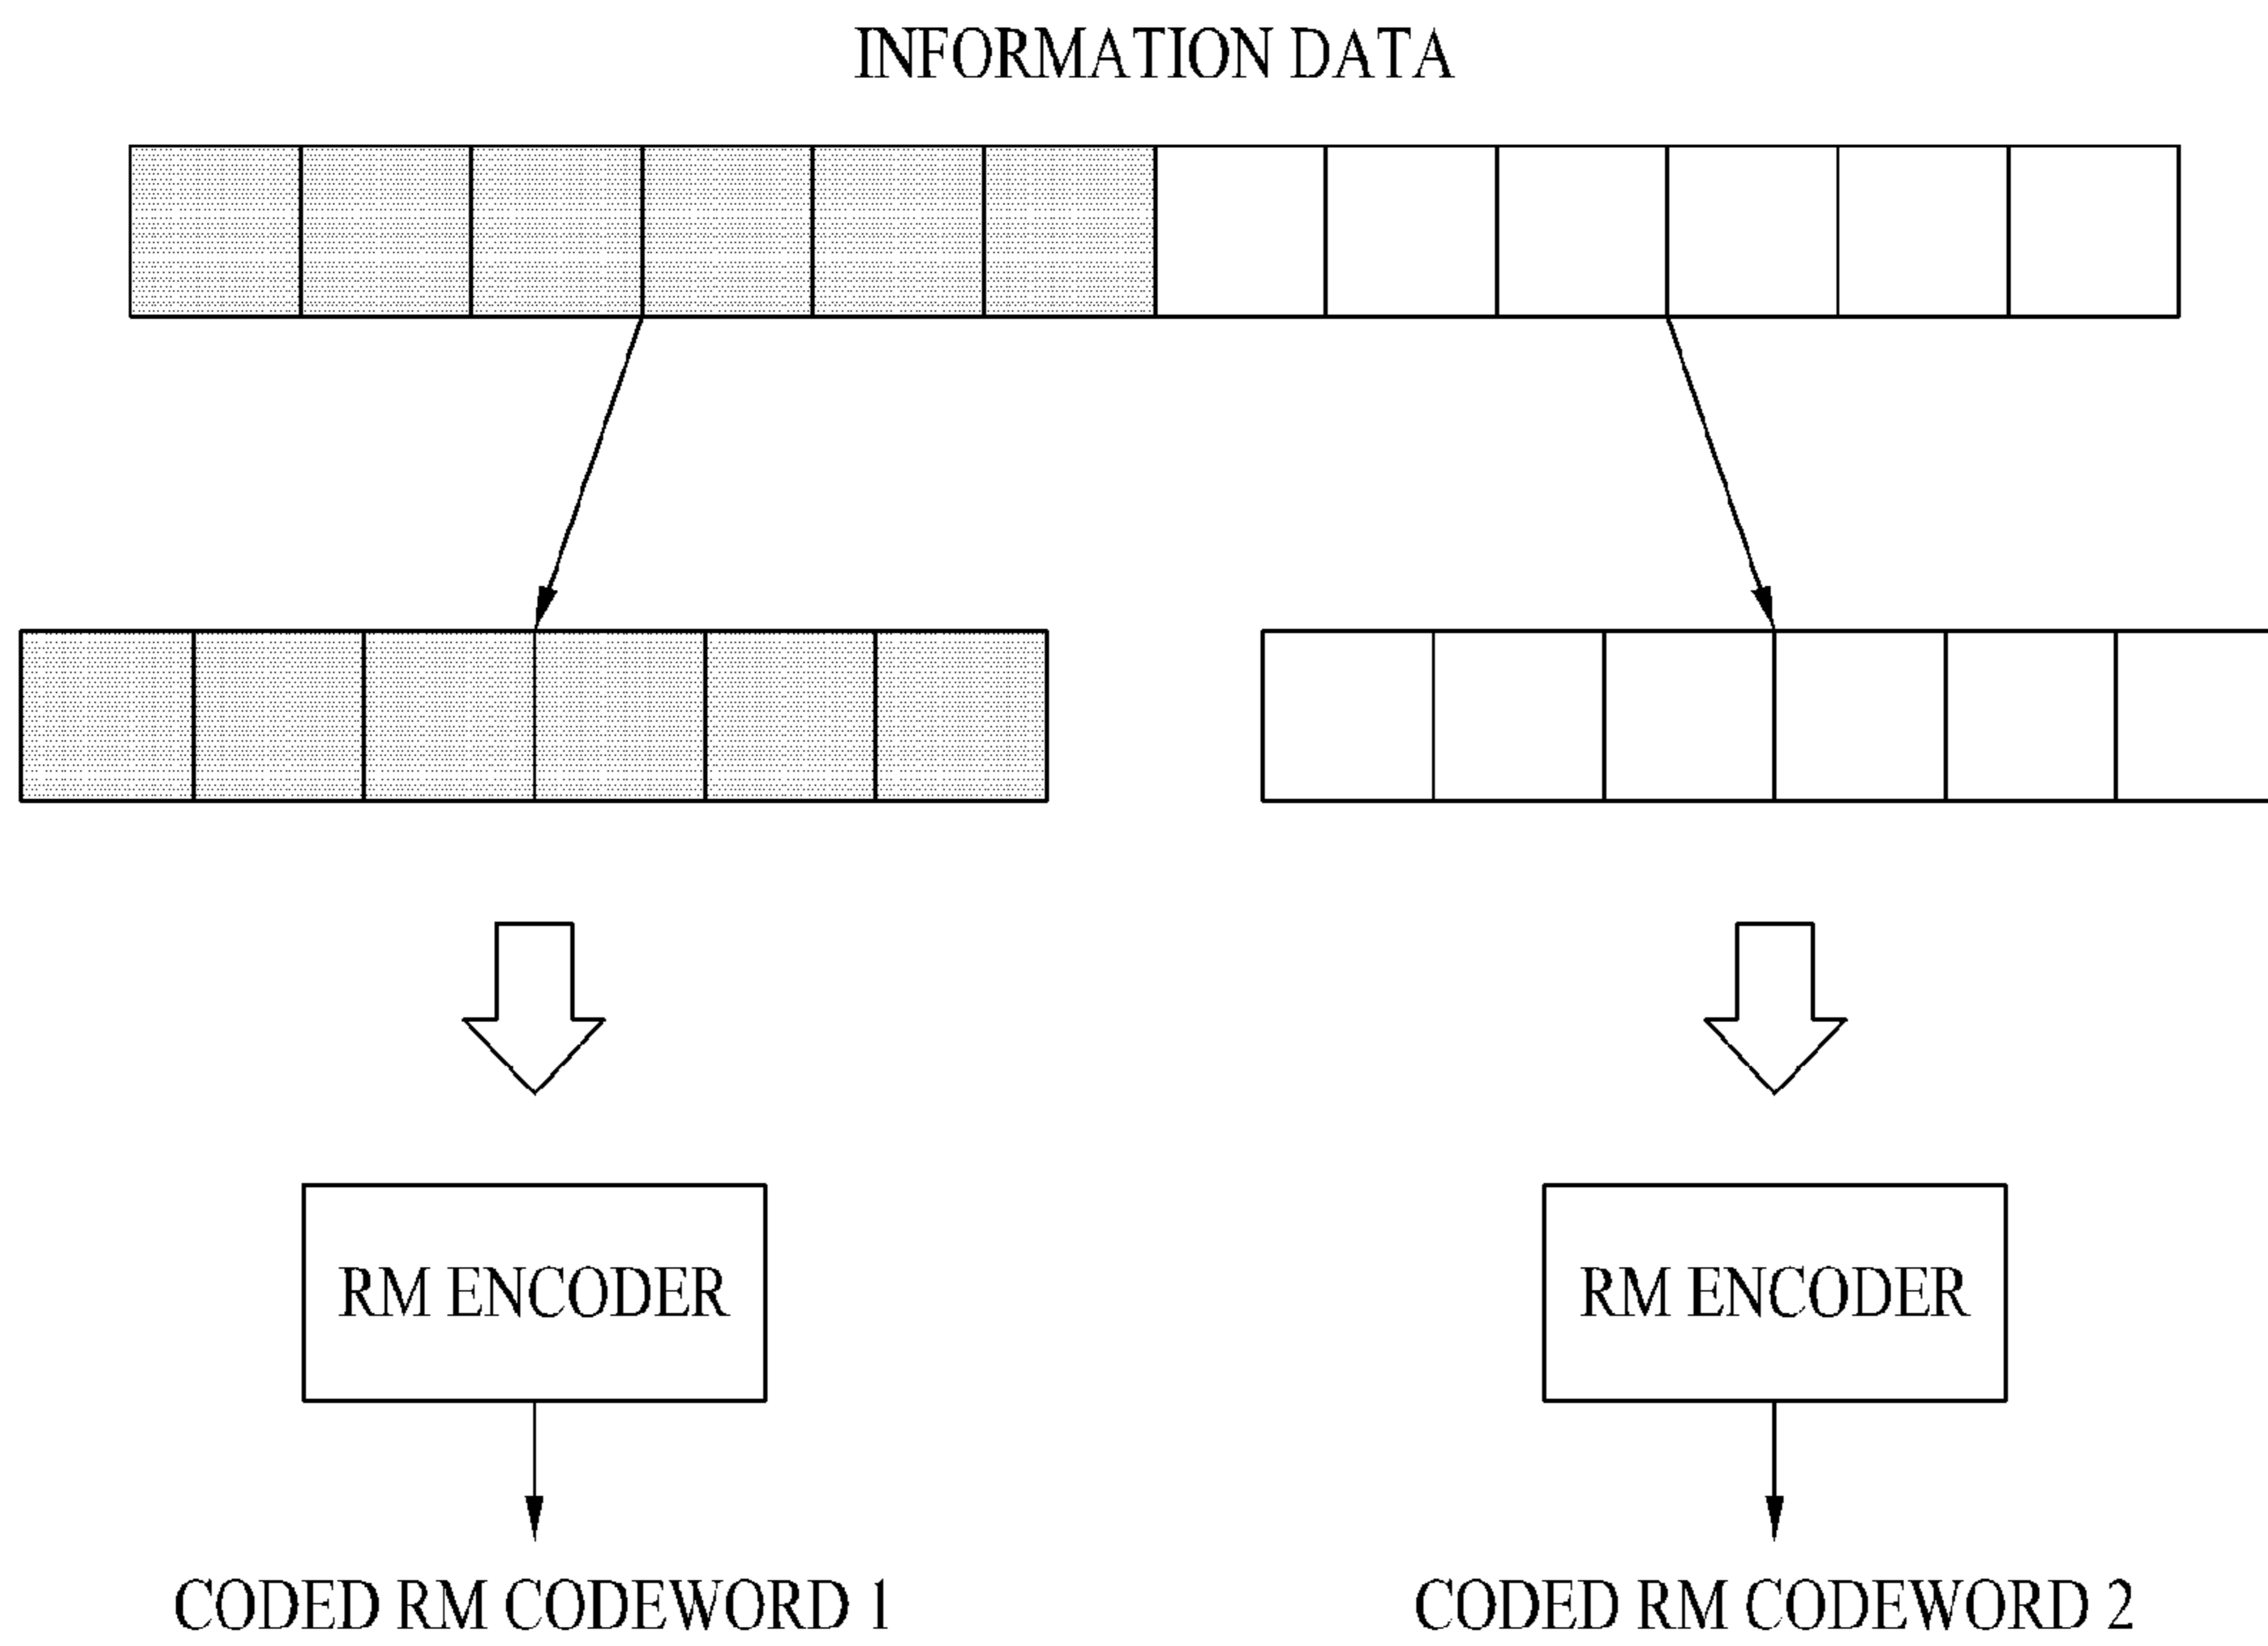 INFORMATION DATA
RM ENCODER
RM ENCODER
CODED RM CODEWORD 1
CODED RM CODEWORD 2